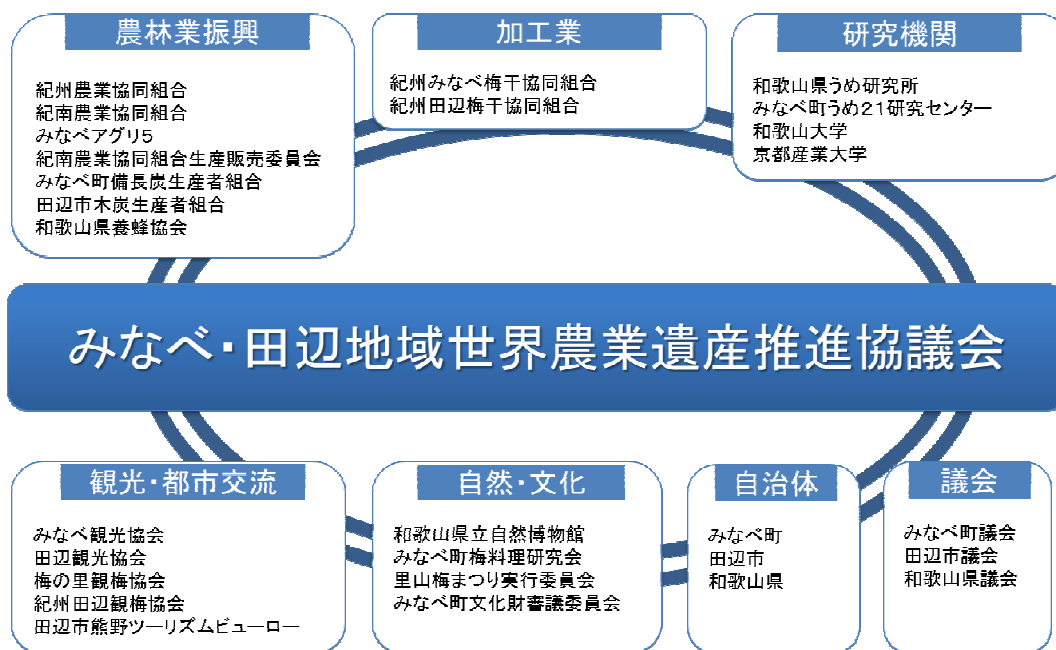 農林業振興
紀州農業協同組合
紀南農業協同組合
みなべアグリ5
紀南農業協同組合生産販売委員会
みなべ町備長炭生産者組合
田辺市木炭生産者組合
和歌山県養蜂協会
加工業
紀州みなべ梅干協同組合
紀州田辺梅干協同組合
研究機関
和歌山県うめ研究所
みなべ町うめ21研究センター
和歌山大学
京都産業大学
みなべ・田辺地域世界農業遺産推進協議会
観光・都市交流
みなべ観光協会
田辺観光協会
梅の里観梅協会
紀州田辺観梅協会
田辺市熊野ツーリズムビューロー
自然・文化
和歌山県立自然博物館
みなべ町梅料理研究会
里山梅まつり実行委員会
みなべ町文化財審議委員会
自治体
みなべ町
田辺市
和歌山県
議会
みなべ町議会
田辺市議会
和歌山県議会